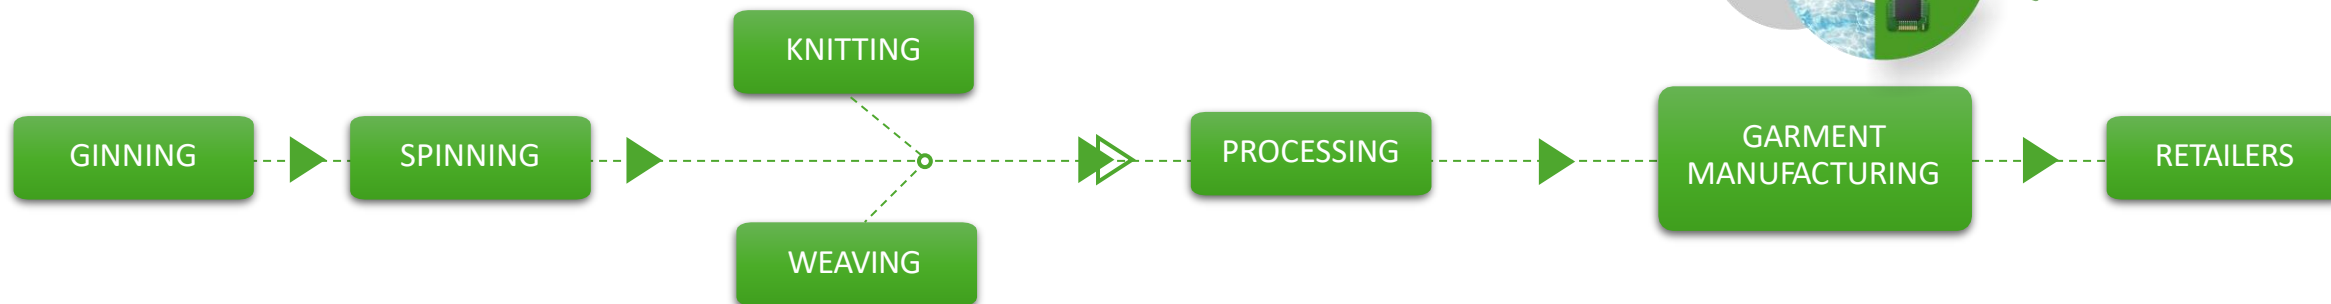 KNITTING
GINNING
SPINNING
PROCESSING
GARMENT
MANUFACTURING
RETAILERS
WEAVING